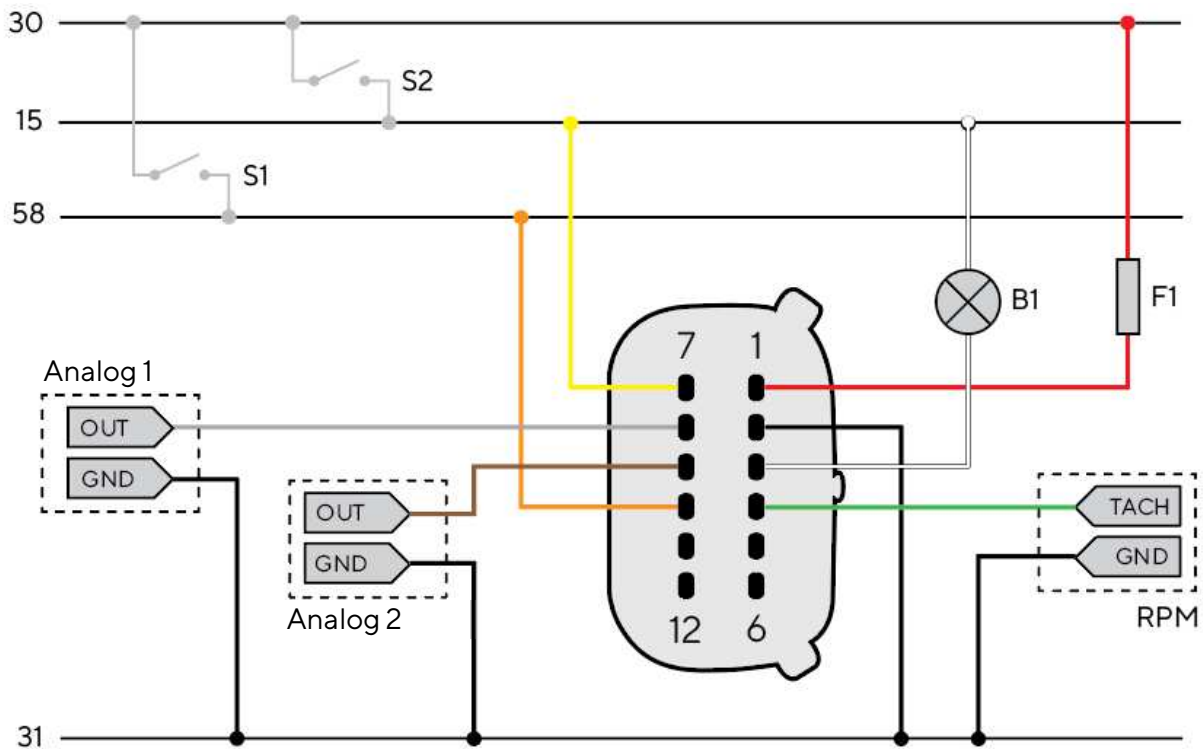 30
S2
15
S1
58
B1
F1
7 1
Analog 1
OUT
GND
OUT
GND
Analog 2
TACH
GND
RPM
12 6
31